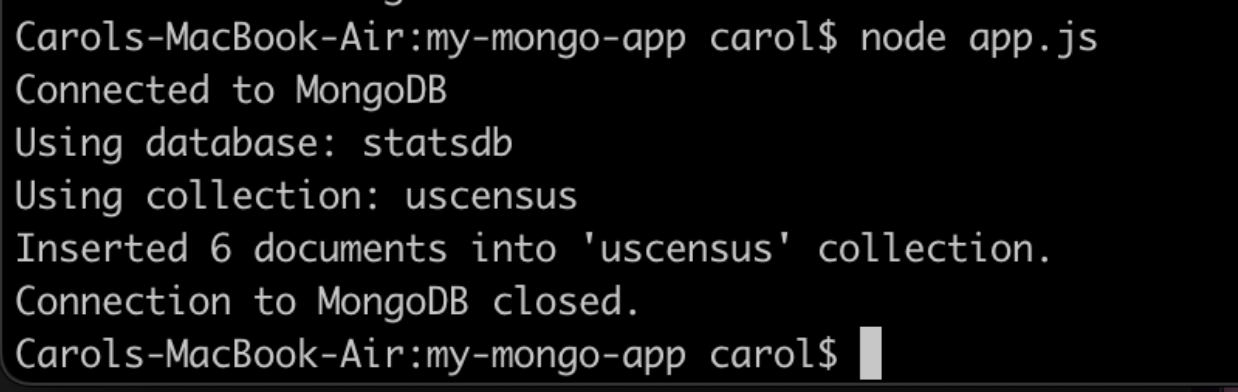 Carols-MacBook-Air:my-mongo-app carol$ node app.js
Connected to MongoDB
Using database: statsdb
Using collection: uscensus
Inserted 6 documents into 'uscensus' collection.
Connection to MongoDB closed.
Carols-MacBook-Air:my-mongo-app carol$